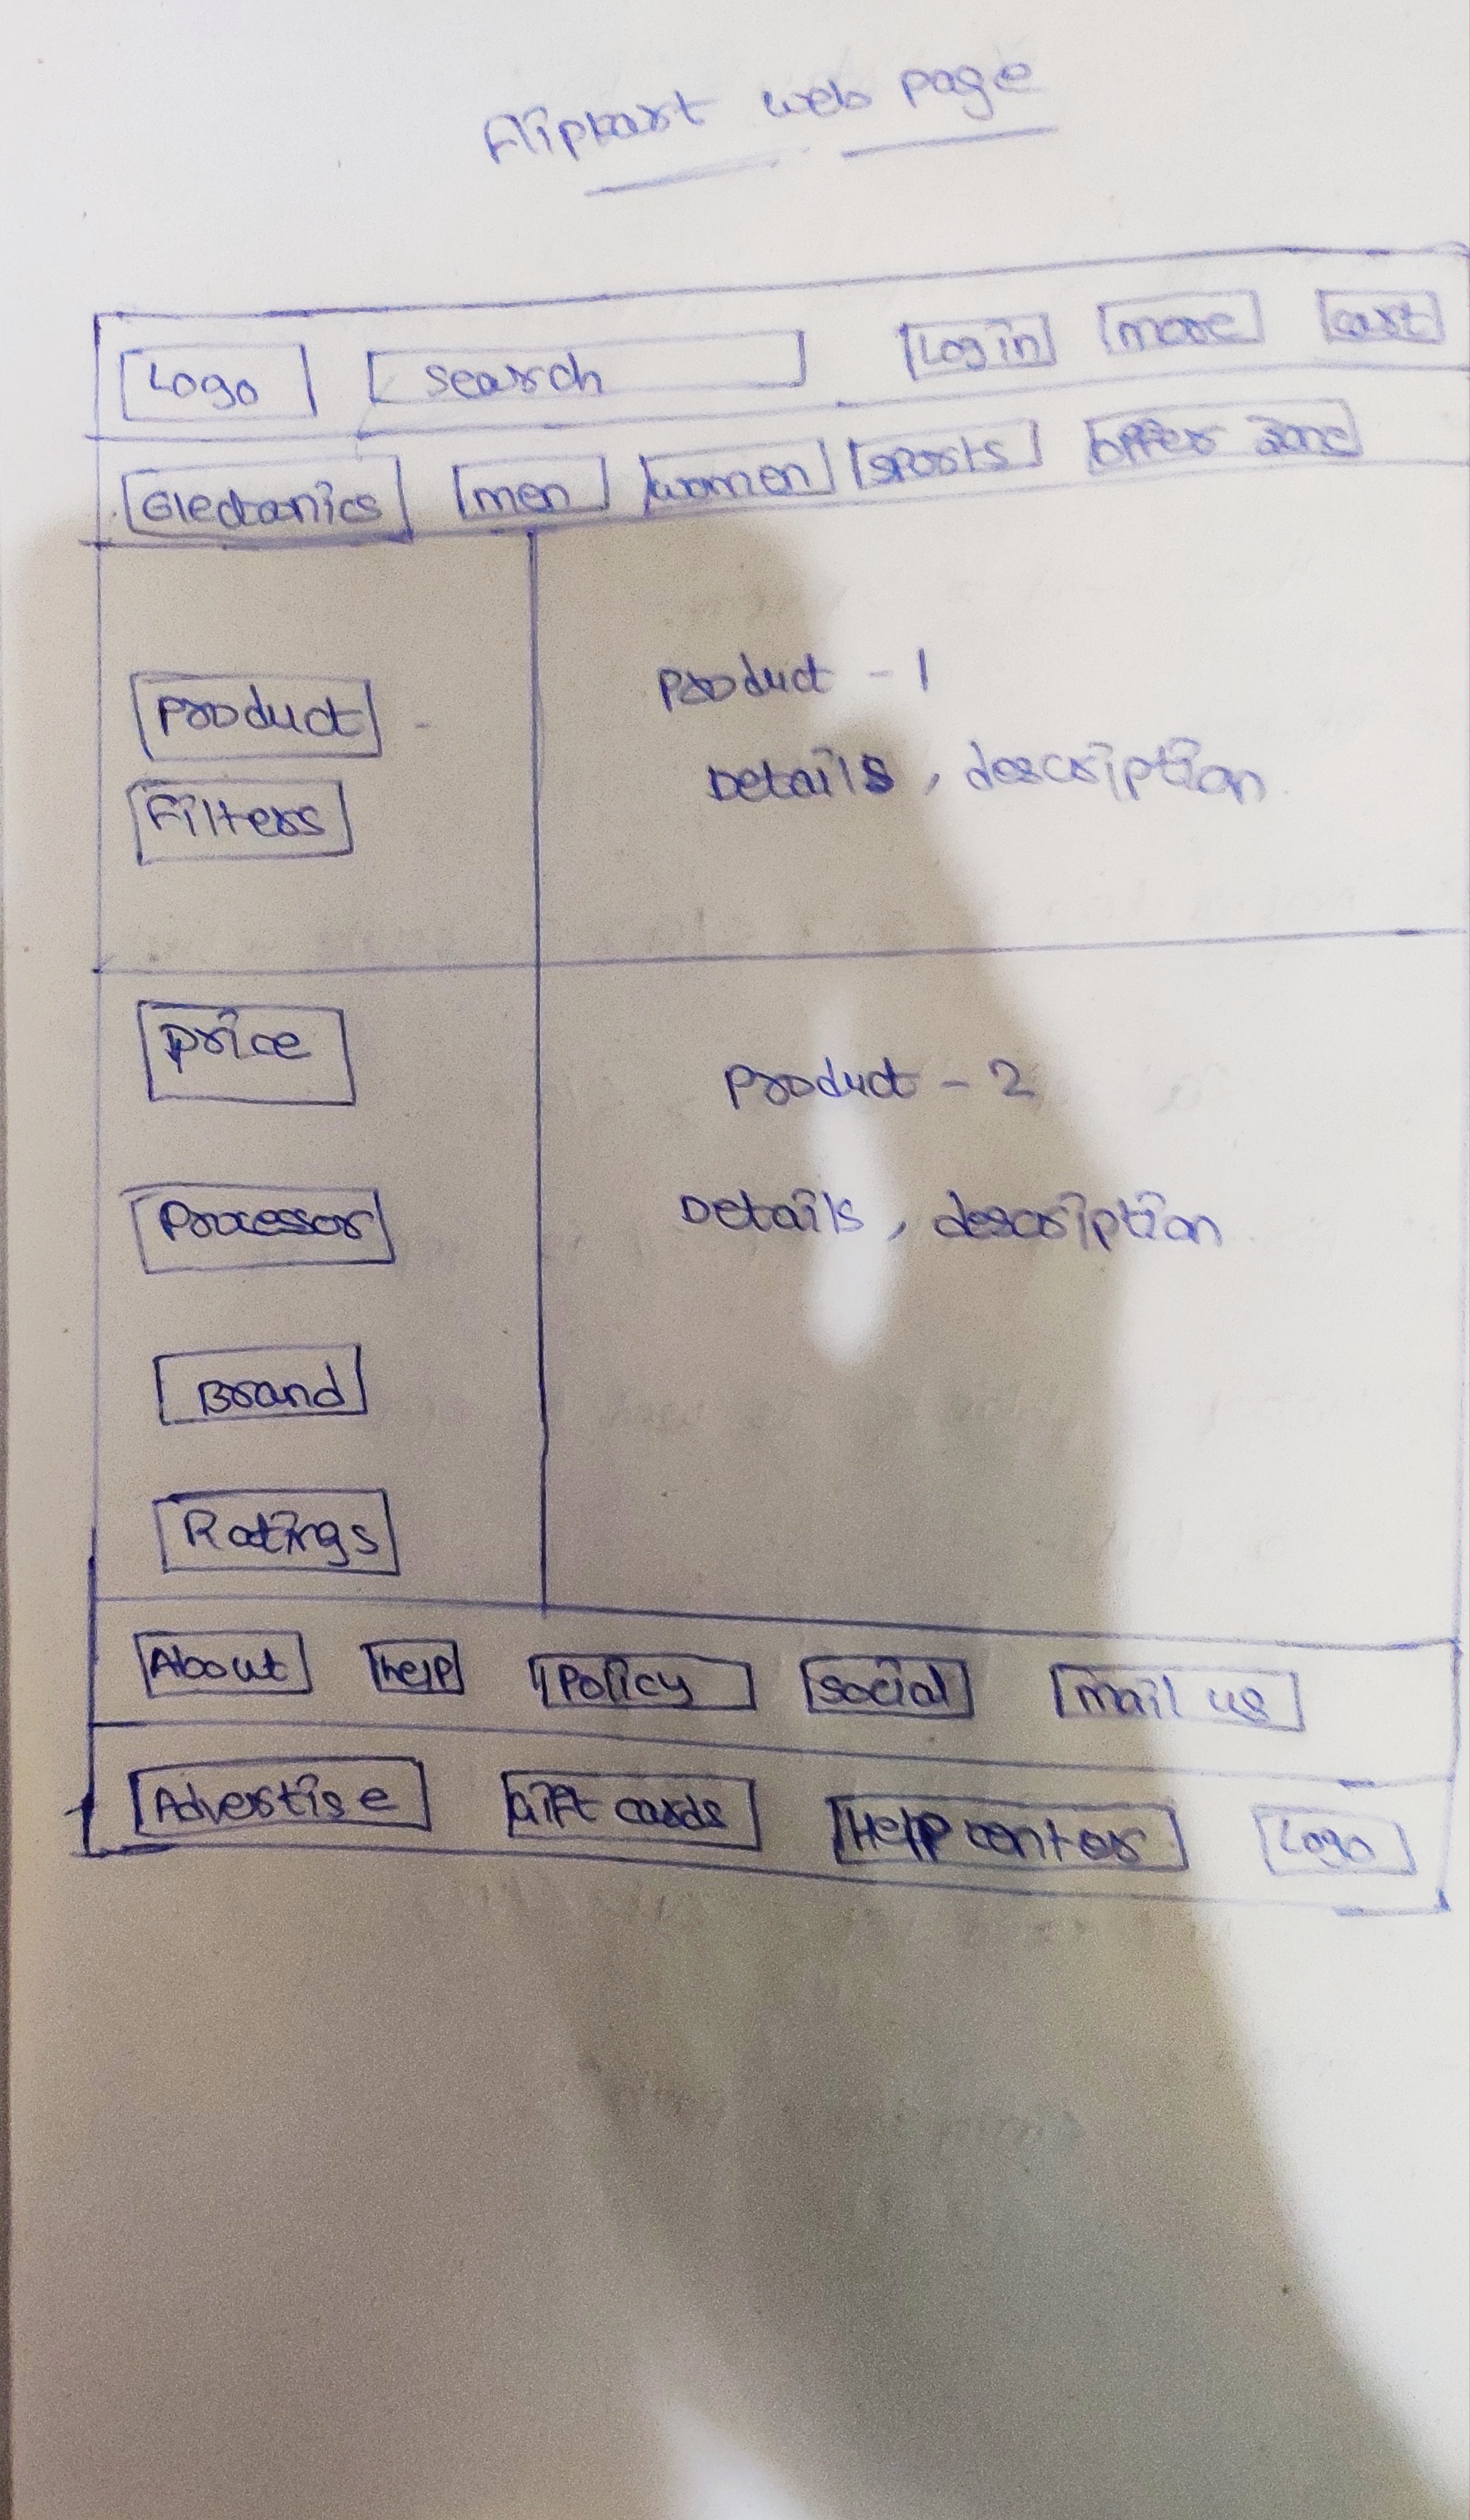 Flipkart web page
Logo search Login more cart
Electronics men women sports offer zone
Product
Filters
Product - 1
Details, description
price
Processor
Brand
Ratings
Product - 2
Details, description
About help Policy social mail us
Advertise Gift cards Help center Logo